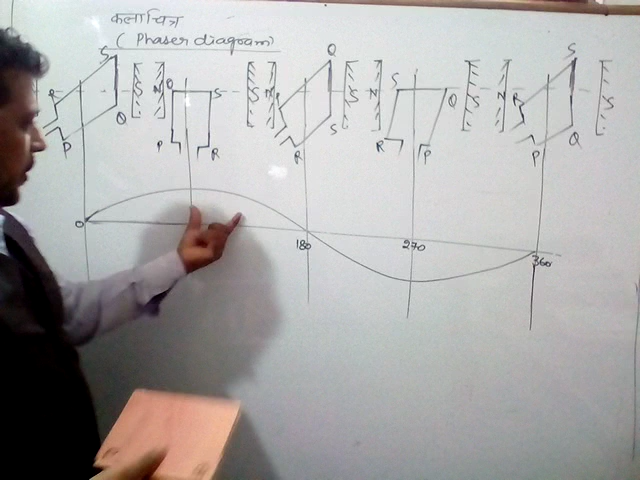 कलाचित्र
(Phaser diagram)
S Q
S N Q S S N S N S Q S N S S
R Q P R S R P P Q
P R
0 180 270 360